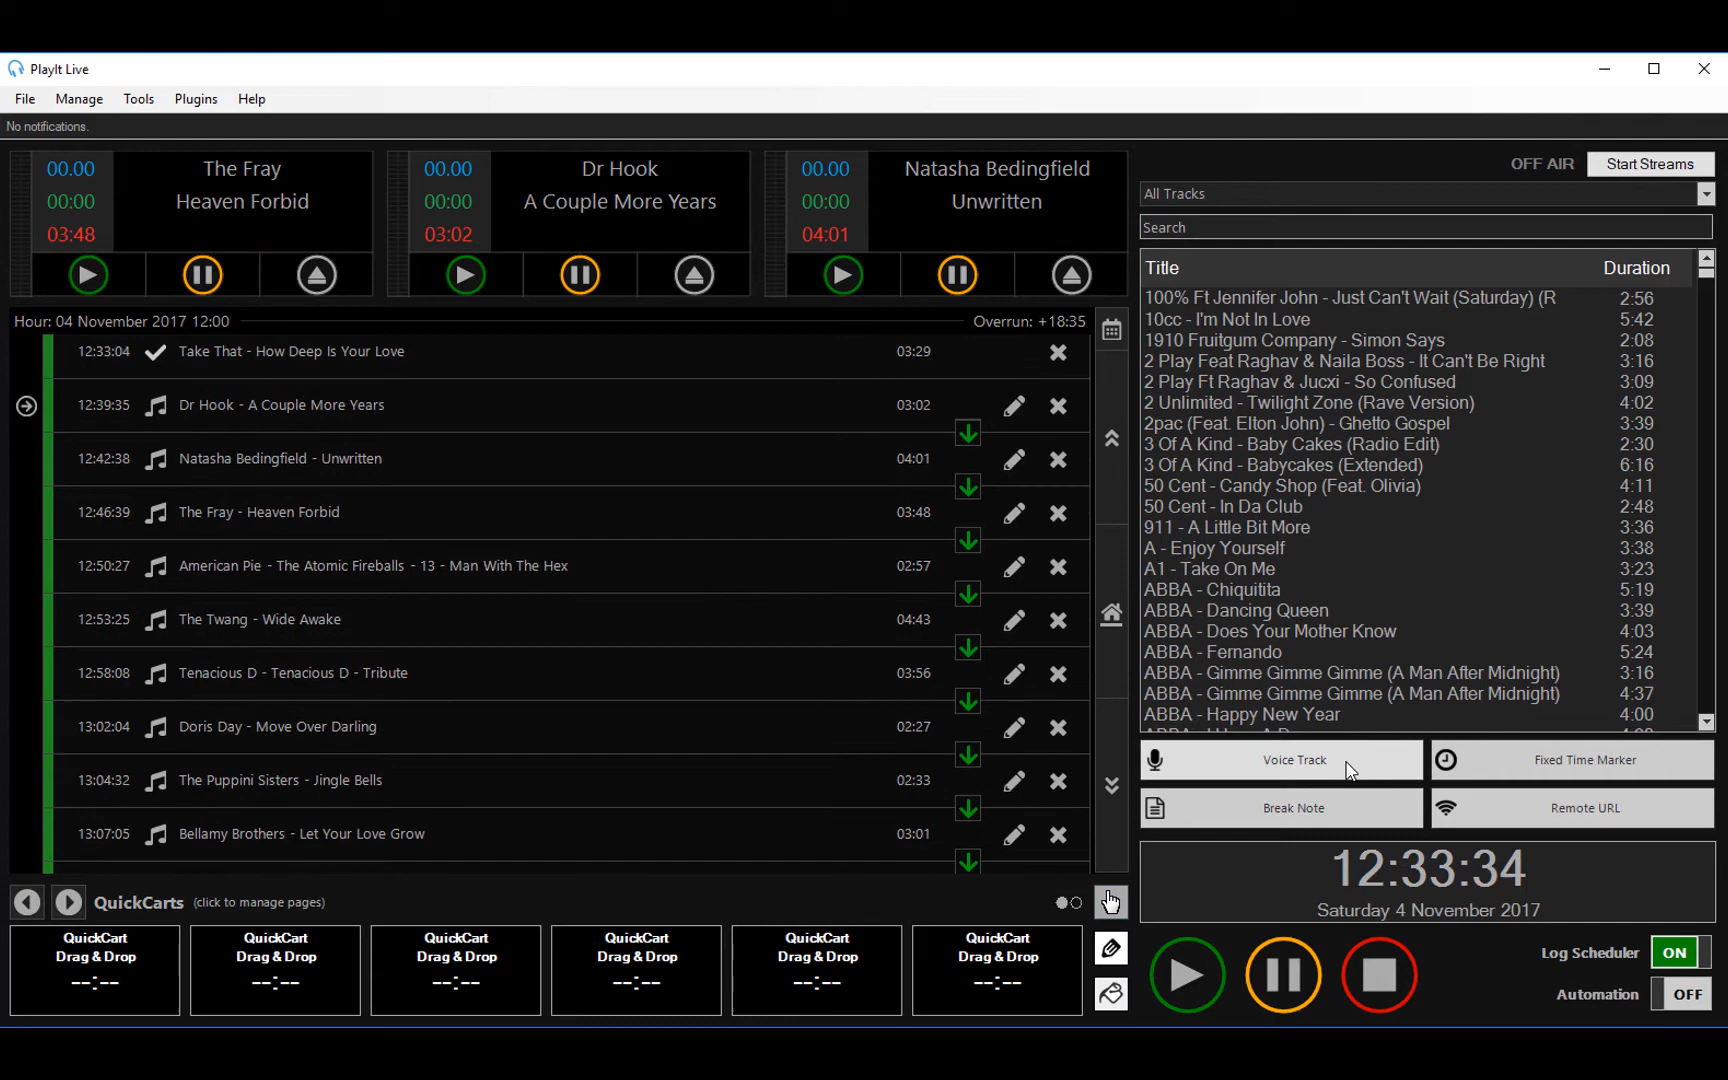 PlayIt Live
File Manage Tools Plugins Help
No notifications.
00.00 The Fray
00:00 Heaven Forbid
03:48
00.00 Dr Hook
00:00 A Couple More Years
03:02
00.00 Natasha Bedingfield
00:00 Unwritten
04:01
OFF AIR Start Streams
All Tracks
Search
Hour: 04 November 2017 12:00 Overrun: +18:35
12:33:04 Take That - How Deep Is Your Love 03:29
12:39:35 Dr Hook - A Couple More Years 03:02
12:42:38 Natasha Bedingfield - Unwritten 04:01
12:46:39 The Fray - Heaven Forbid 03:48
12:50:27 American Pie - The Atomic Fireballs - 13 - Man With The Hex 02:57
12:53:25 The Twang - Wide Awake 04:43
12:58:08 Tenacious D - Tenacious D - Tribute 03:56
13:02:04 Doris Day - Move Over Darling 02:27
13:04:32 The Puppini Sisters - Jingle Bells 02:33
13:07:05 Bellamy Brothers - Let Your Love Grow 03:01
Title Duration
100% Ft Jennifer John - Just Can't Wait (Saturday) (R 2:56
10cc - I'm Not In Love 5:42
1910 Fruitgum Company - Simon Says 2:08
2 Play Feat Raghav & Naila Boss - It Can't Be Right 3:16
2 Play Ft Raghav & Jucxi - So Confused 3:09
2 Unlimited - Twilight Zone (Rave Version) 4:02
2pac (Feat. Elton John) - Ghetto Gospel 3:39
3 Of A Kind - Baby Cakes (Radio Edit) 2:30
3 Of A Kind - Babycakes (Extended) 6:16
50 Cent - Candy Shop (Feat. Olivia) 4:11
50 Cent - In Da Club 2:48
911 - A Little Bit More 3:36
A - Enjoy Yourself 3:38
A1 - Take On Me 3:23
ABBA - Chiquitita 5:19
ABBA - Dancing Queen 3:39
ABBA - Does Your Mother Know 4:03
ABBA - Fernando 5:24
ABBA - Gimme Gimme Gimme (A Man After Midnight) 3:16
ABBA - Gimme Gimme Gimme (A Man After Midnight) 4:37
ABBA - Happy New Year 4:00
Voice Track Fixed Time Marker
Break Note Remote URL
12:33:34
Saturday 4 November 2017
QuickCarts (click to manage pages)
QuickCart
Drag & Drop
--:--
QuickCart
Drag & Drop
--:--
QuickCart
Drag & Drop
--:--
QuickCart
Drag & Drop
--:--
QuickCart
Drag & Drop
--:--
QuickCart
Drag & Drop
--:--
Log Scheduler ON
Automation OFF